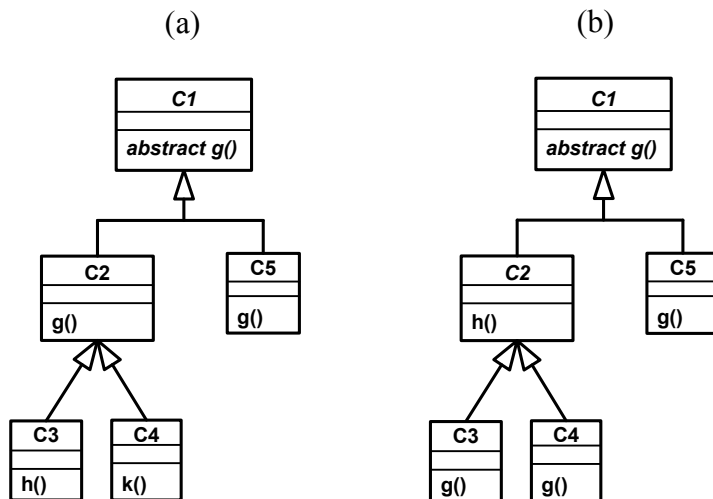 (a)
C1
abstract g()
C2
g()
C5
g()
C3
h()
C4
k()
(b)
C1
abstract g()
C2
h()
C5
g()
C3
g()
C4
g()